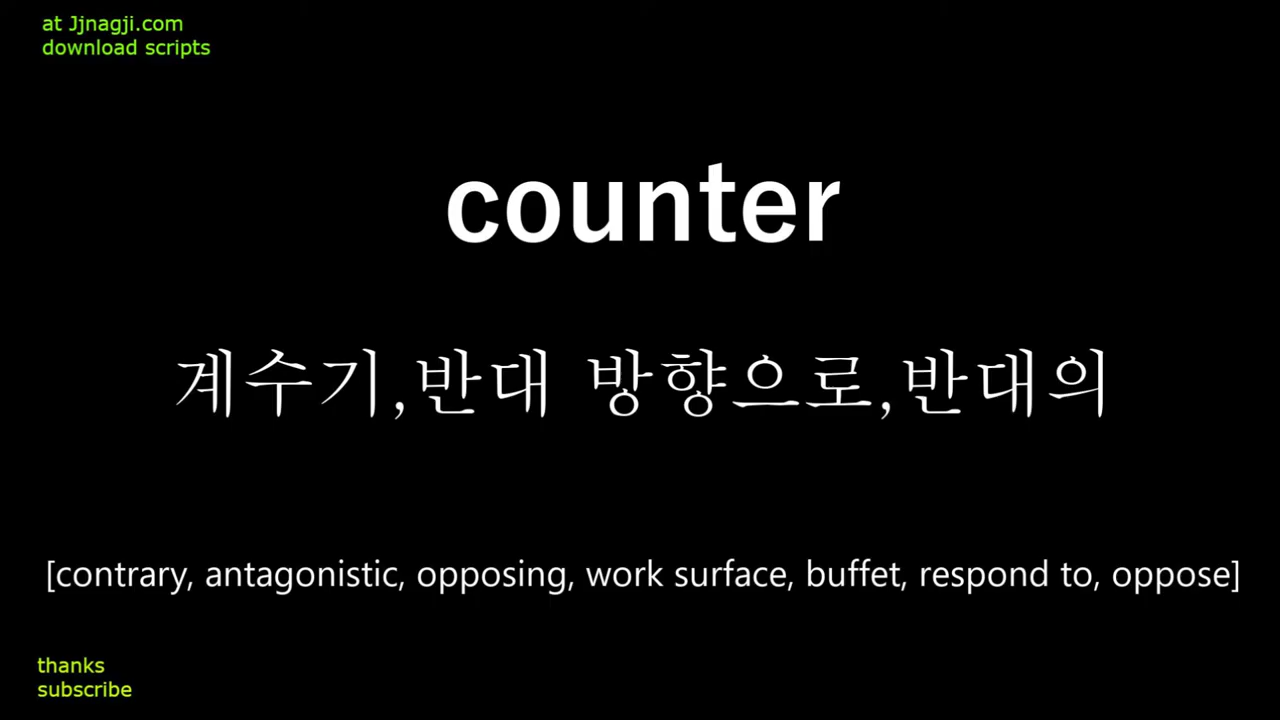 at Jjnagji.com
download scripts
counter
계수기,반대 방향으로,반대의
[contrary, antagonistic, opposing, work surface, buffet, respond to, oppose]
thanks
subscribe